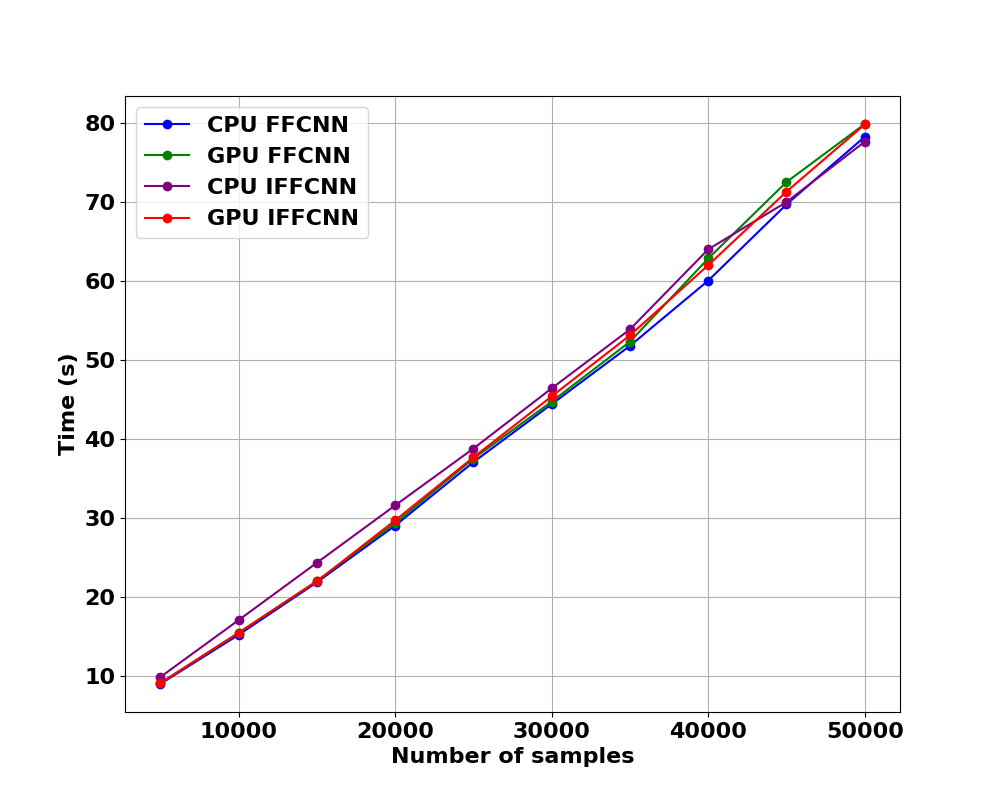 CPU FFCNN
GPU FFCNN
CPU IFFCNN
GPU IFFCNN
80
70
60
50
40
30
20
10
Time (s)
10000 20000 30000 40000 50000
Number of samples